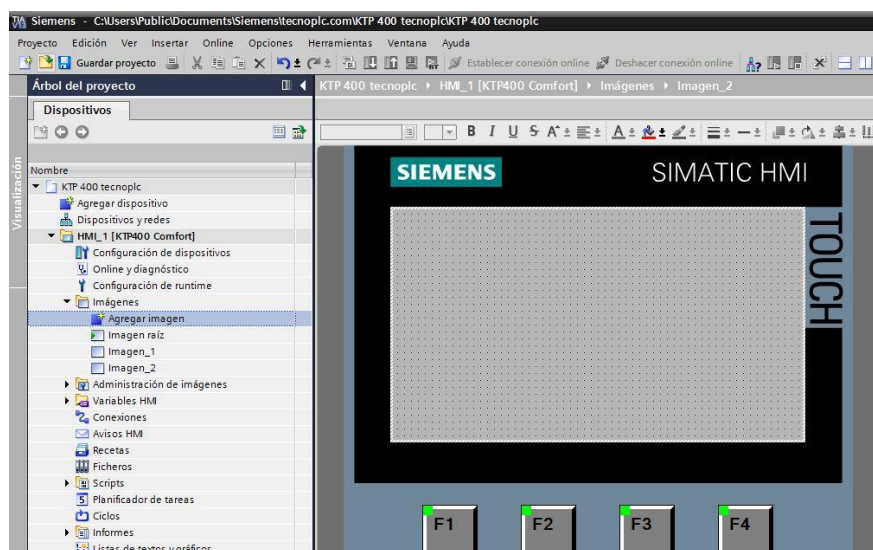 Siemens - C:\Users\Public\Documents\Siemens\tecnoplc.com\KTP 400 tecnoplc\KTP 400 tecnoplc
Proyecto Edición Ver Insertar Online Opciones Herramientas Ventana Ayuda
Guardar proyecto Establecer conexión online Deshacer conexión online
Árbol del proyecto
KTP 400 tecnoplc HMI_1 [KTP400 Comfort] Imágenes Imagen_2
Dispositivos
B I U S A A
Visualización
Nombre
KTP 400 tecnoplc
Agregar dispositivo
Dispositivos y redes
HMI_1 [KTP400 Comfort]
Configuración de dispositivos
Online y diagnóstico
Configuración de runtime
Imágenes
Agregar imagen
Imagen raíz
Imagen_1
Imagen_2
Administración de imágenes
Variables HMI
Conexiones
Avisos HMI
Recetas
Ficheros
Scripts
Planificador de tareas
Ciclos
Informes
Listas de textos y gráficos
SIEMENS SIMATIC HMI
TOUCH
F1 F2 F3 F4